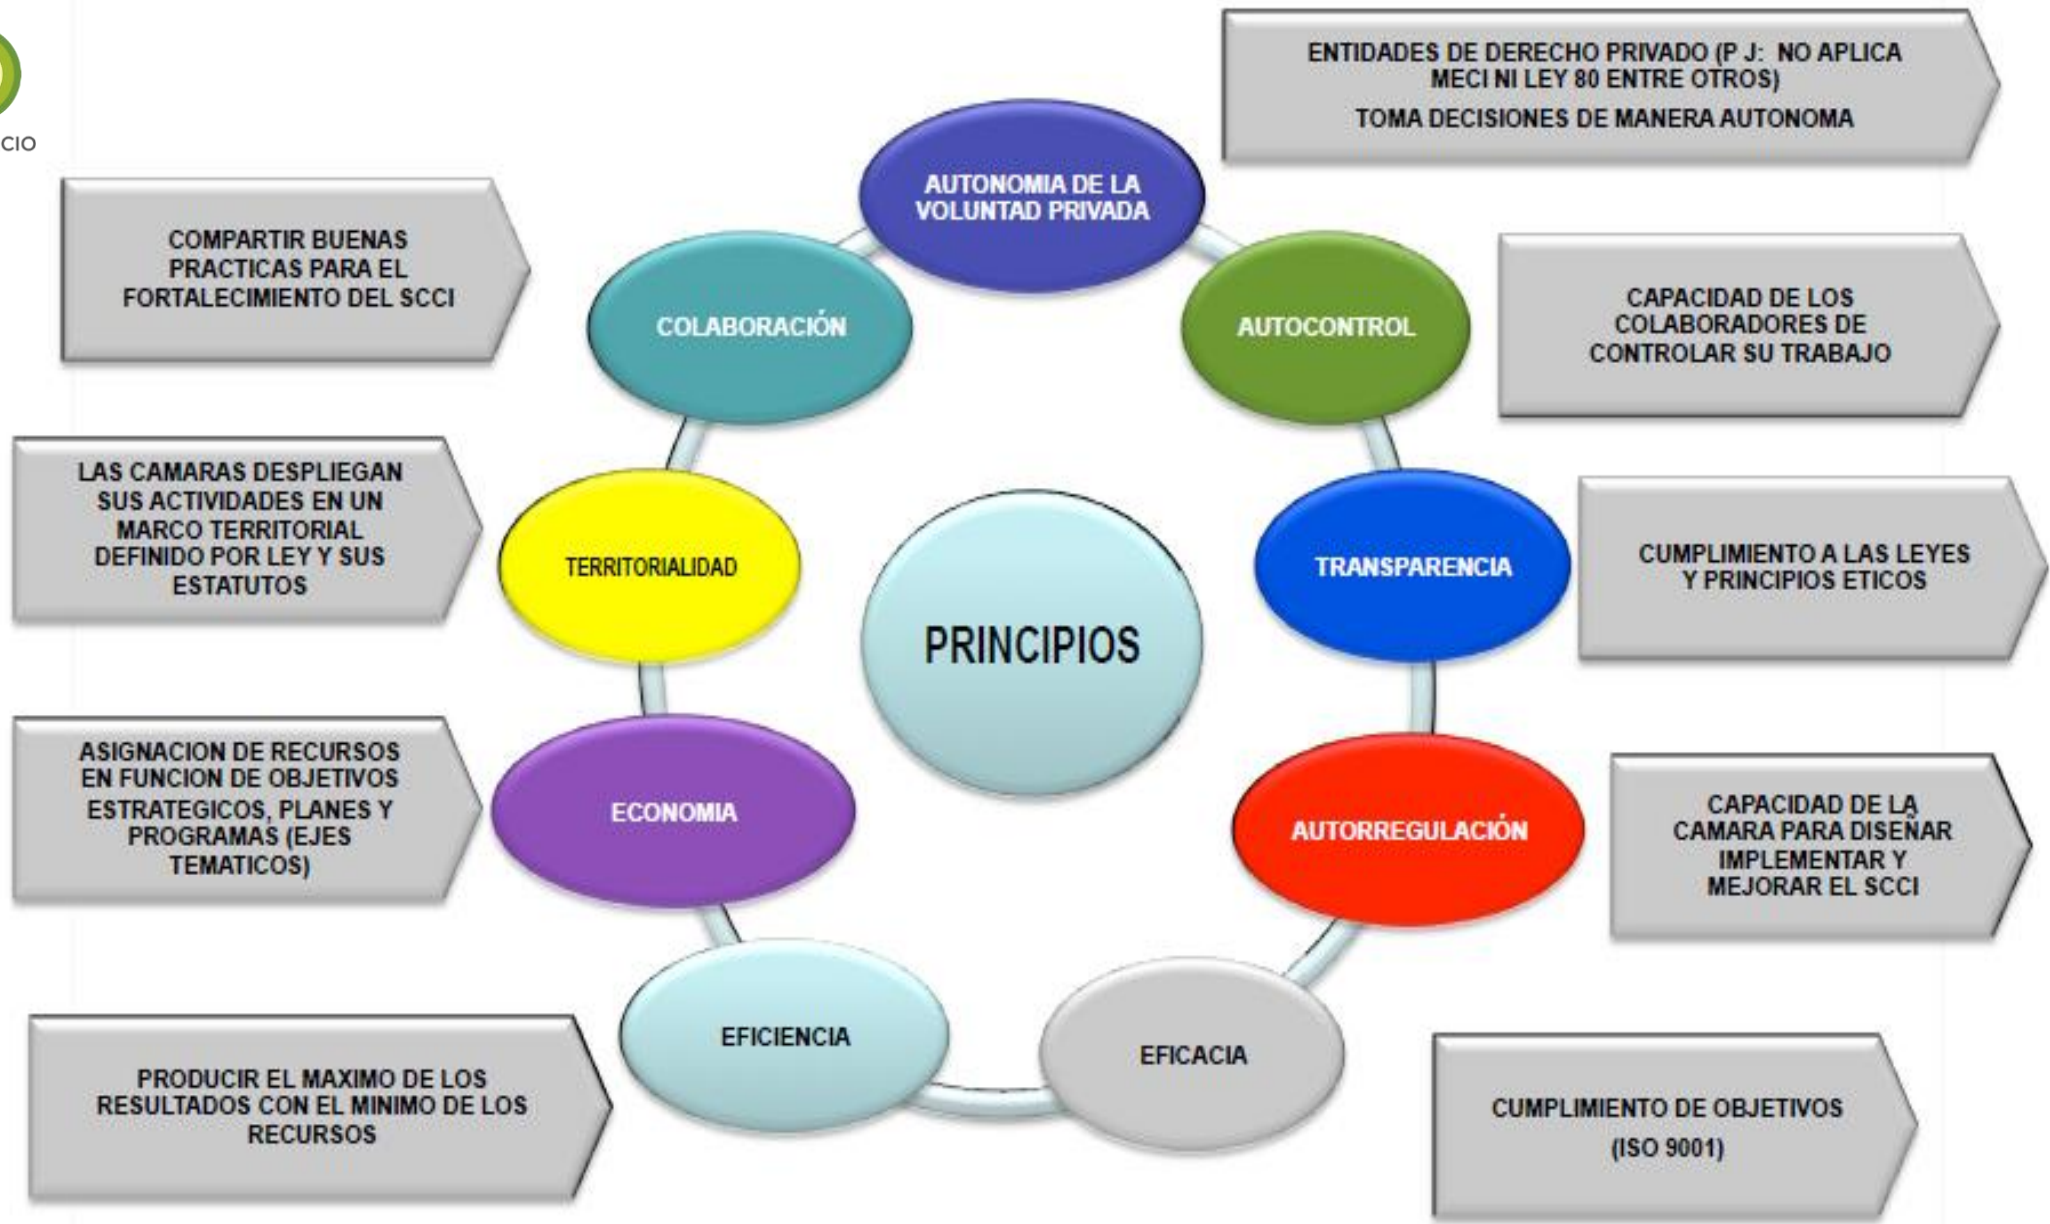 CIO
ENTIDADES DE DERECHO PRIVADO (P J: NO APLICA
MECI NI LEY 80 ENTRE OTROS)
TOMA DECISIONES DE MANERA AUTONOMA
AUTONOMIA DE LA
VOLUNTAD PRIVADA
COMPARTIR BUENAS
PRACTICAS PARA EL
FORTALECIMIENTO DEL SCCI
COLABORACIÓN
AUTOCONTROL
CAPACIDAD DE LOS
COLABORADORES DE
CONTROLAR SU TRABAJO
LAS CAMARAS DESPLIEGAN
SUS ACTIVIDADES EN UN
MARCO TERRITORIAL
DEFINIDO POR LEY Y SUS
ESTATUTOS
TERRITORIALIDAD
PRINCIPIOS
TRANSPARENCIA
CUMPLIMIENTO A LAS LEYES
Y PRINCIPIOS ETICOS
ASIGNACION DE RECURSOS
EN FUNCION DE OBJETIVOS
ESTRATEGICOS, PLANES Y
PROGRAMAS (EJES
TEMATICOS)
ECONOMIA
AUTORREGULACIÓN
CAPACIDAD DE LA
CAMARA PARA DISEÑAR
IMPLEMENTAR Y
MEJORAR EL SCCI
PRODUCIR EL MAXIMO DE LOS
RESULTADOS CON EL MINIMO DE LOS
RECURSOS
EFICIENCIA
EFICACIA
CUMPLIMIENTO DE OBJETIVOS
(ISO 9001)